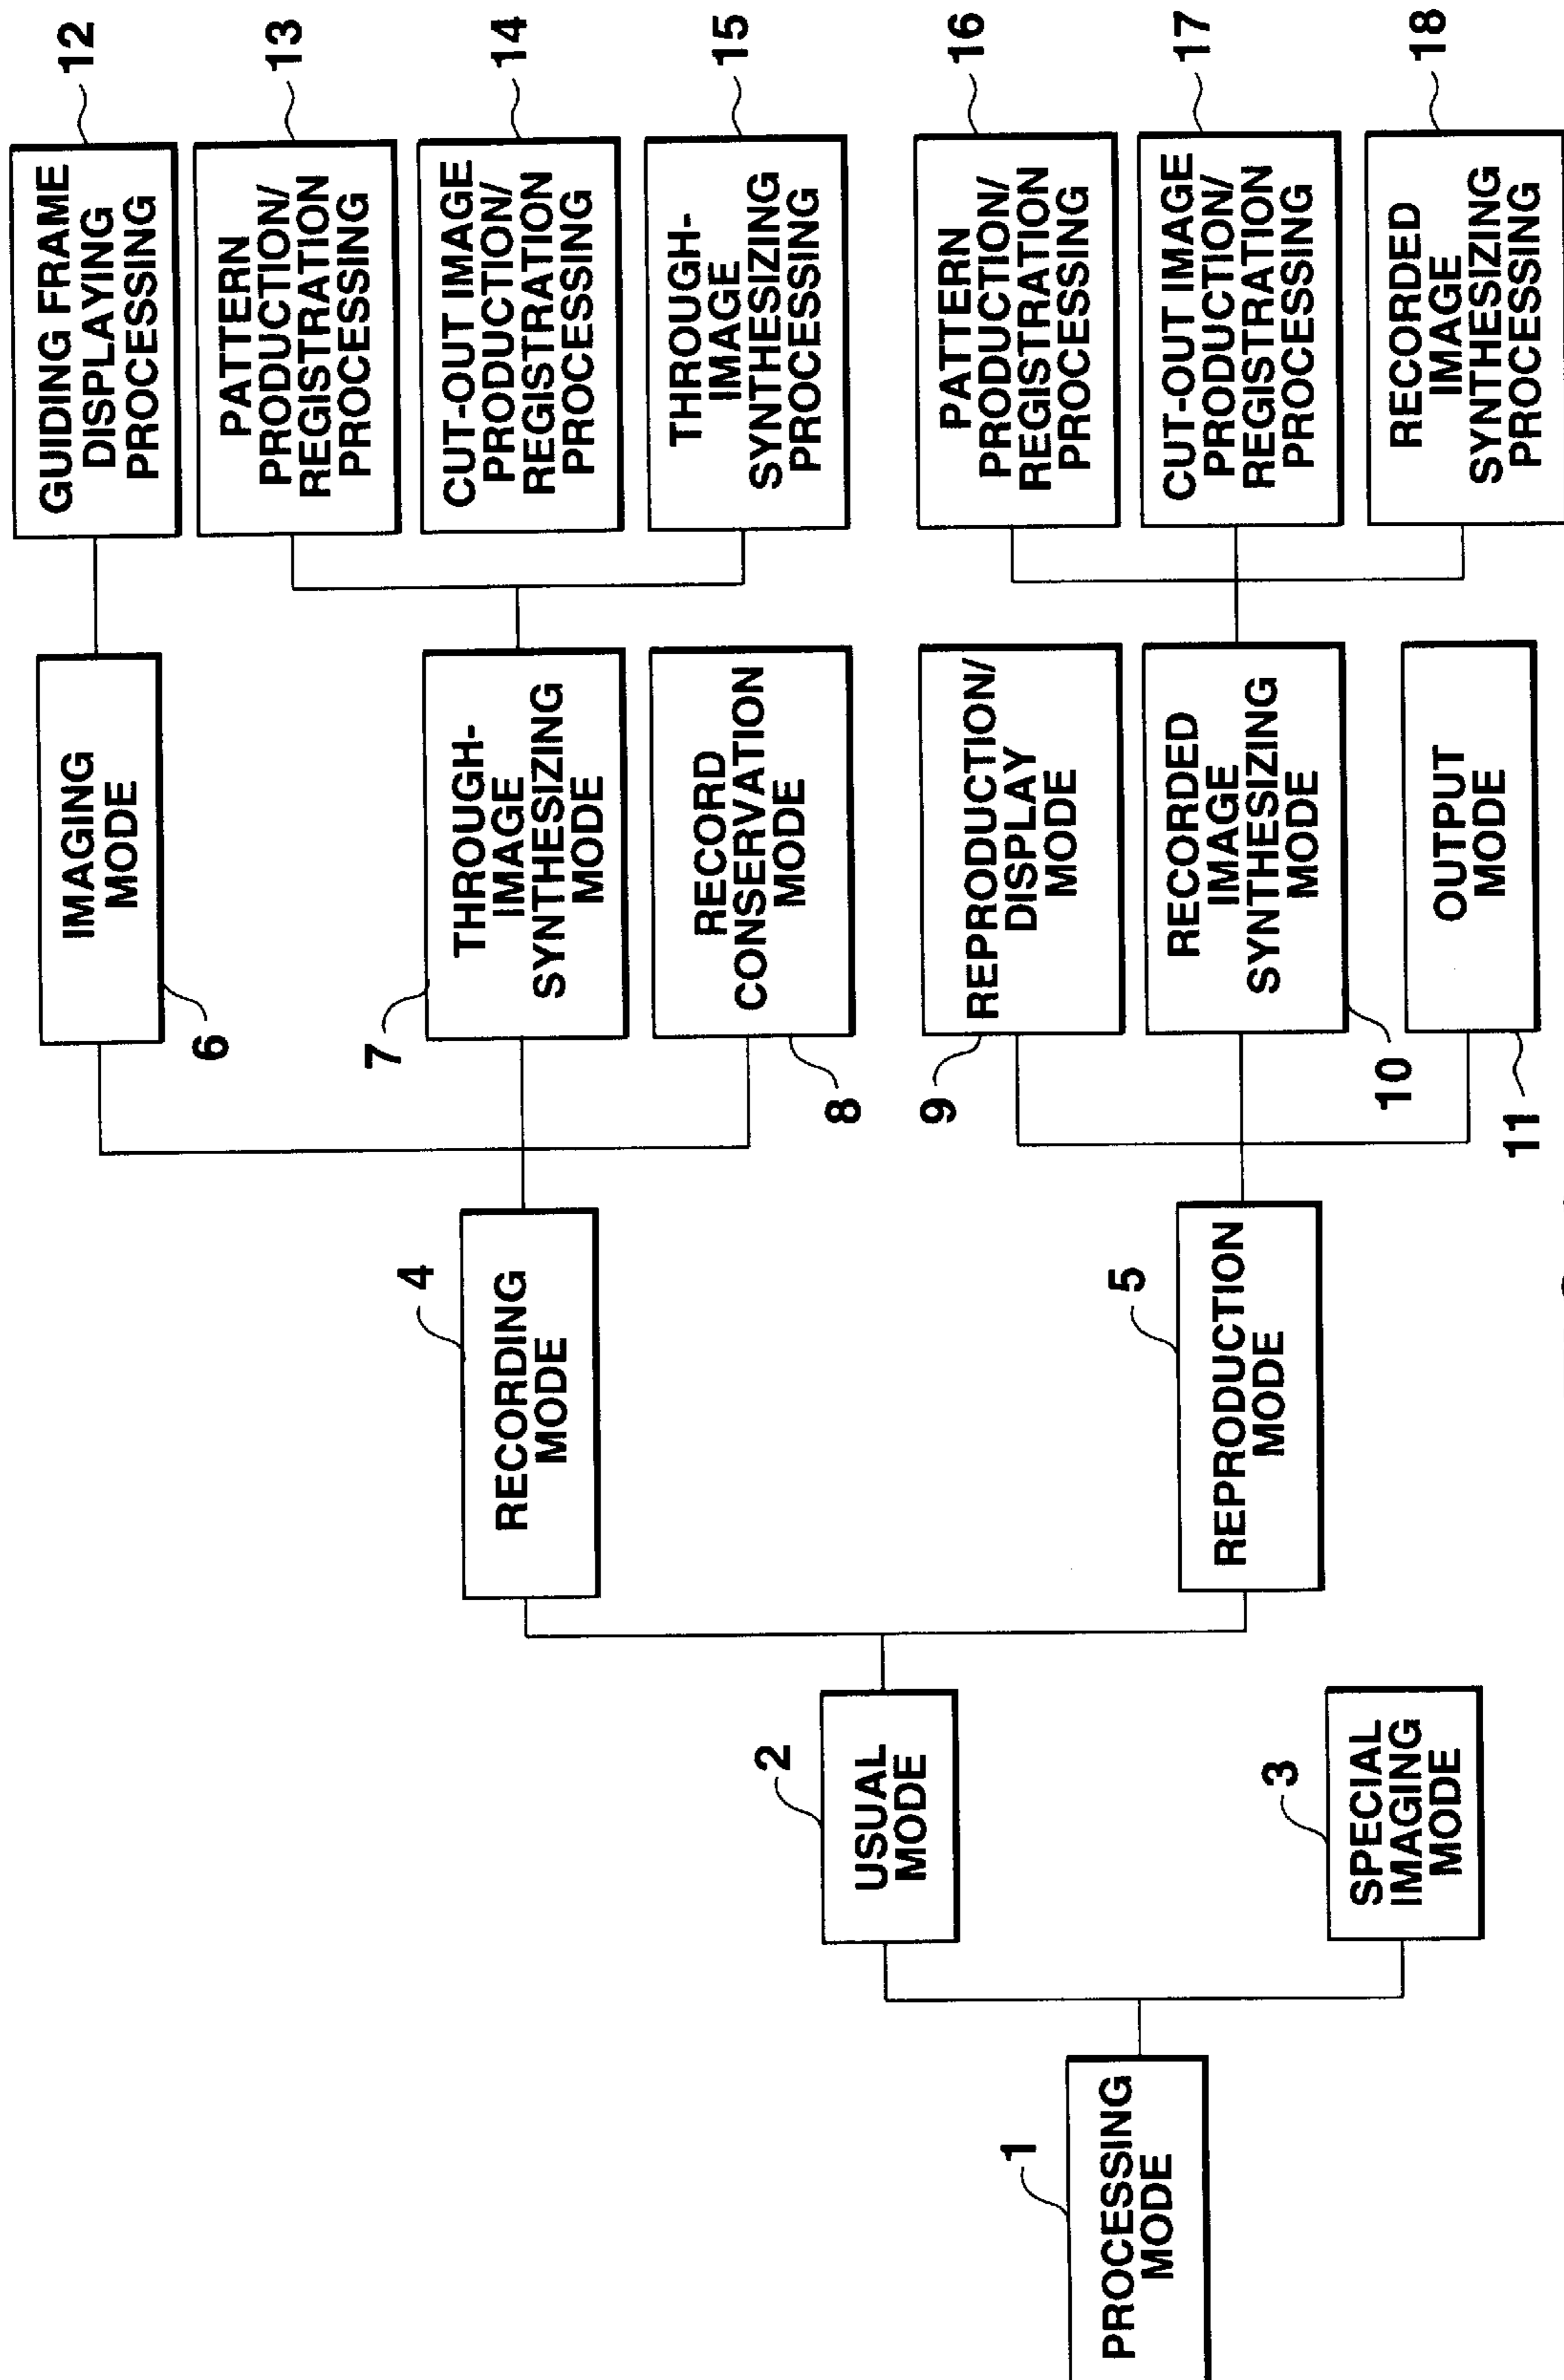 PROCESSING
MODE
1
USUAL
MODE
2
SPECIAL
IMAGING
MODE
3
RECORDING
MODE
4
REPRODUCTION
MODE
5
IMAGING
MODE
6
THROUGH-
IMAGE
SYNTHESIZING
MODE
7
RECORD
CONSERVATION
MODE
8
REPRODUCTION/
DISPLAY
MODE
9
RECORDED
IMAGE
SYNTHESIZING
MODE
10
OUTPUT
MODE
11
GUIDING FRAME
DISPLAYING
PROCESSING
12
PATTERN
PRODUCTION/
REGISTRATION
PROCESSING
13
CUT-OUT IMAGE
PRODUCTION/
REGISTRATION
PROCESSING
14
THROUGH-
IMAGE
SYNTHESIZING
PROCESSING
15
PATTERN
PRODUCTION/
REGISTRATION
PROCESSING
16
CUT-OUT IMAGE
PRODUCTION/
REGISTRATION
PROCESSING
17
RECORDED
IMAGE
SYNTHESIZING
PROCESSING
18